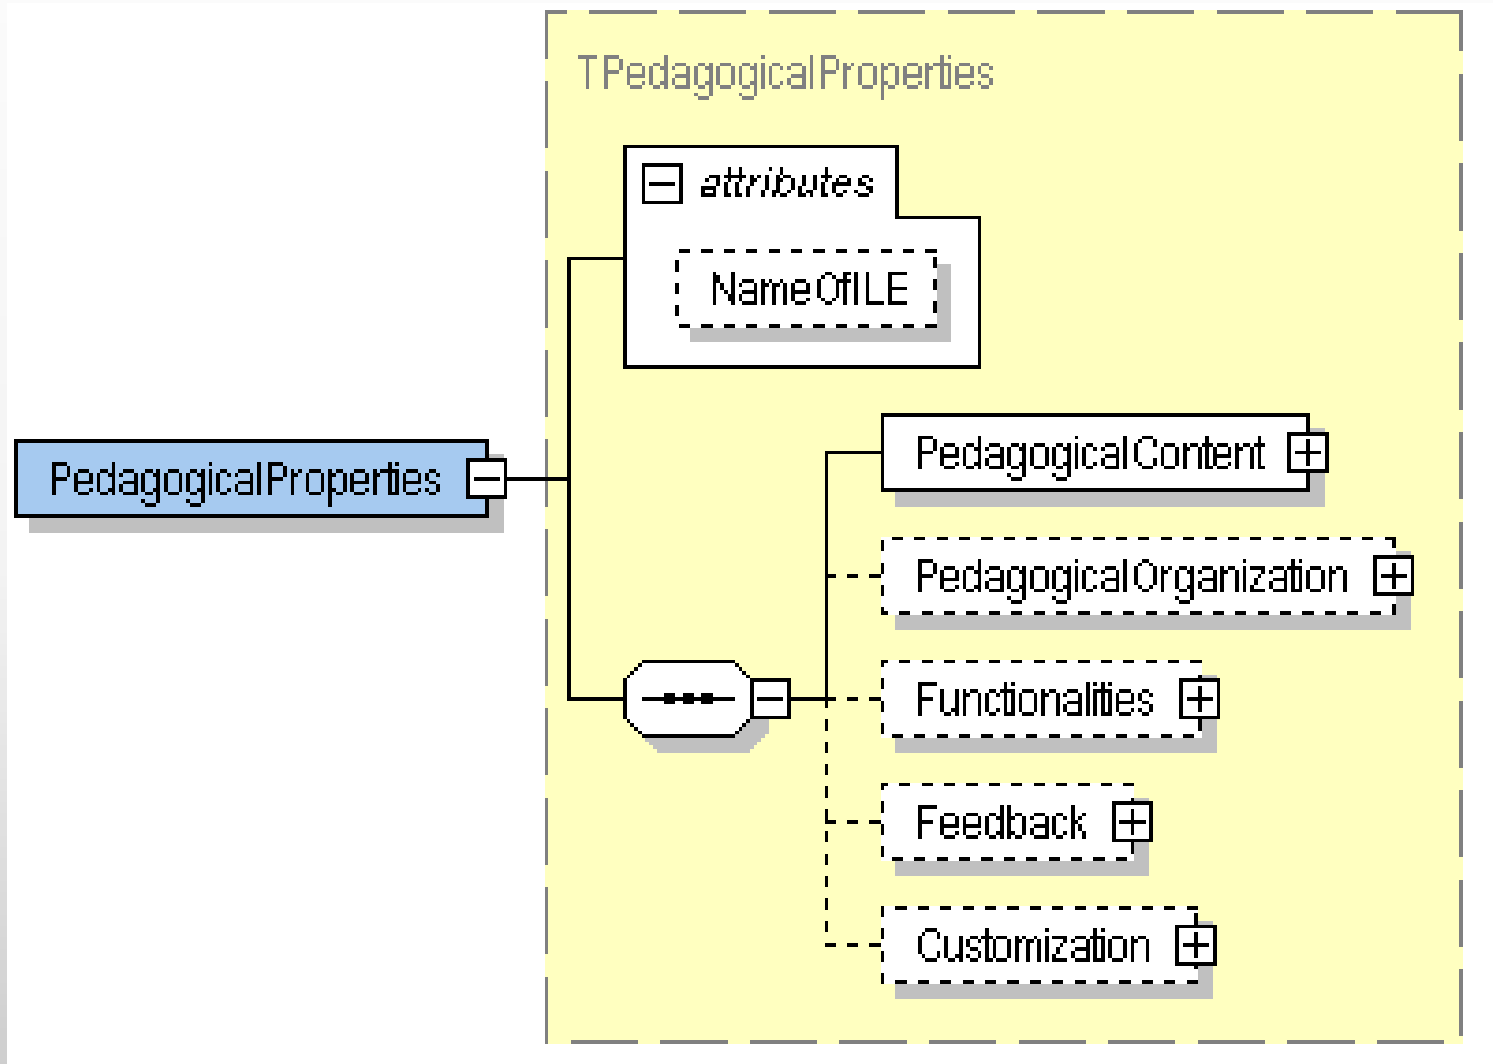 TPedagogicalProperties
attributes
NameOfILE
PedagogicalProperties
PedagogicalContent
PedagogicalOrganization
Functionalities
Feedback
Customization